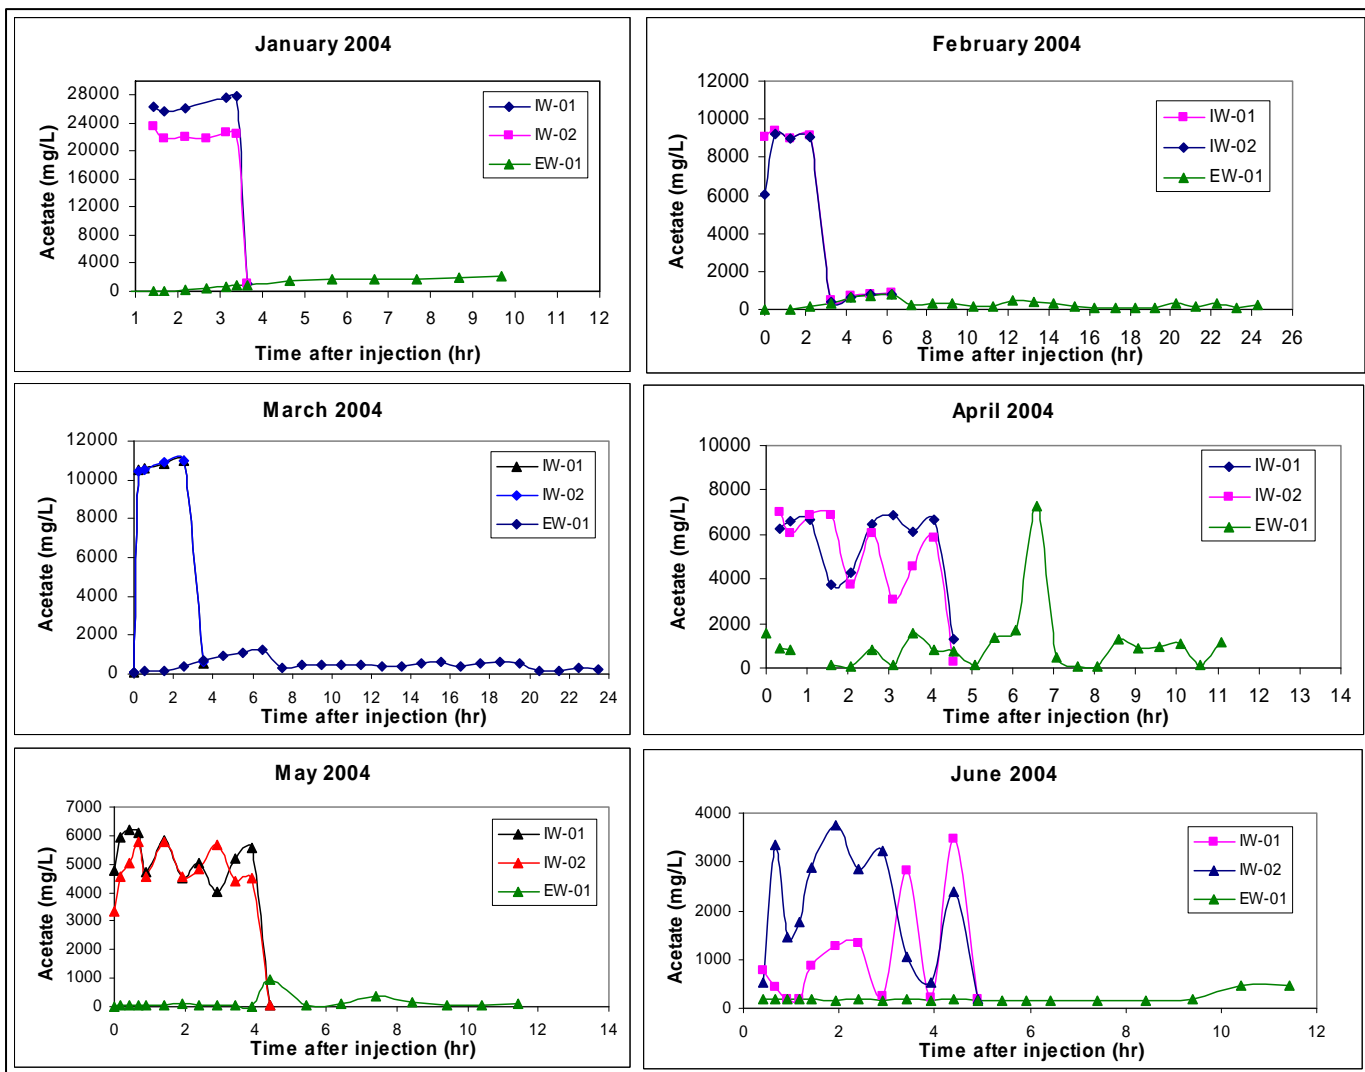 January 2004
Acetate (mg/L)
28000
24000
20000
16000
12000
8000
4000
0
1 2 3 4 5 6 7 8 9 10 11 12
Time after injection (hr)
IW-01
IW-02
EW-01
February 2004
Acetate (mg/L)
12000
10000
8000
6000
4000
2000
0
0 2 4 6 8 10 12 14 16 18 20 22 24 26
Time after injection (hr)
IW-01
IW-02
EW-01
March 2004
Acetate (mg/L)
12000
10000
8000
6000
4000
2000
0
0 2 4 6 8 10 12 14 16 18 20 22 24
Time after injection (hr)
IW-01
IW-02
EW-01
April 2004
Acetate (mg/L)
10000
8000
6000
4000
2000
0
0 1 2 3 4 5 6 7 8 9 10 11 12 13 14
Time after injection (hr)
IW-01
IW-02
EW-01
May 2004
Acetate (mg/L)
7000
6000
5000
4000
3000
2000
1000
0
0 2 4 6 8 10 12 14
Time after injection (hr)
IW-01
IW-02
EW-01
June 2004
Acetate (mg/L)
4000
3000
2000
1000
0
0 2 4 6 8 10 12
Time after injection (hr)
IW-01
IW-02
EW-01